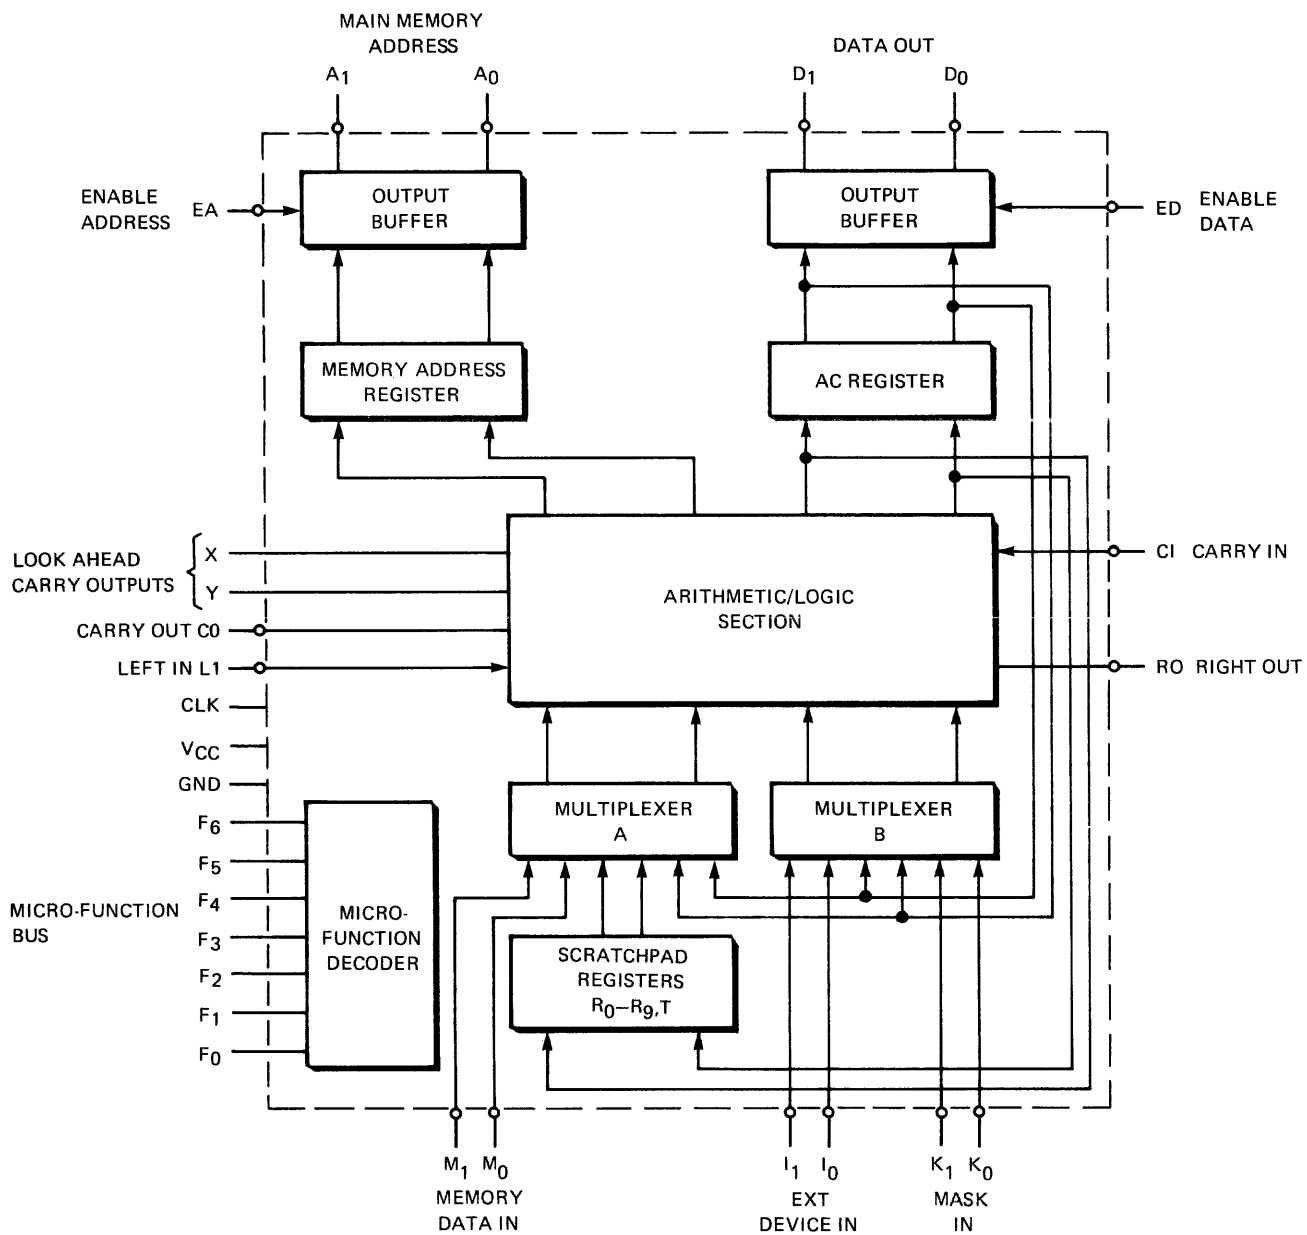 MAIN MEMORY
ADDRESS
DATA OUT
A1
A0
D1
D0
ENABLE
ADDRESS
EA
OUTPUT
BUFFER
OUTPUT
BUFFER
ED
ENABLE
DATA
MEMORY ADDRESS
REGISTER
AC REGISTER
LOOK AHEAD
CARRY OUTPUTS
X
Y
CARRY OUT C0
LEFT IN L1
ARITHMETIC/LOGIC
SECTION
CI CARRY IN
RO RIGHT OUT
CLK
VCC
GND
F6
F5
F4
F3
F2
F1
F0
MICRO-FUNCTION
BUS
MICRO-
FUNCTION
DECODER
MULTIPLEXER
A
MULTIPLEXER
B
SCRATCHPAD
REGISTERS
R0–R9,T
M1 M0
MEMORY
DATA IN
I1 I0
EXT
DEVICE IN
K1 K0
MASK
IN